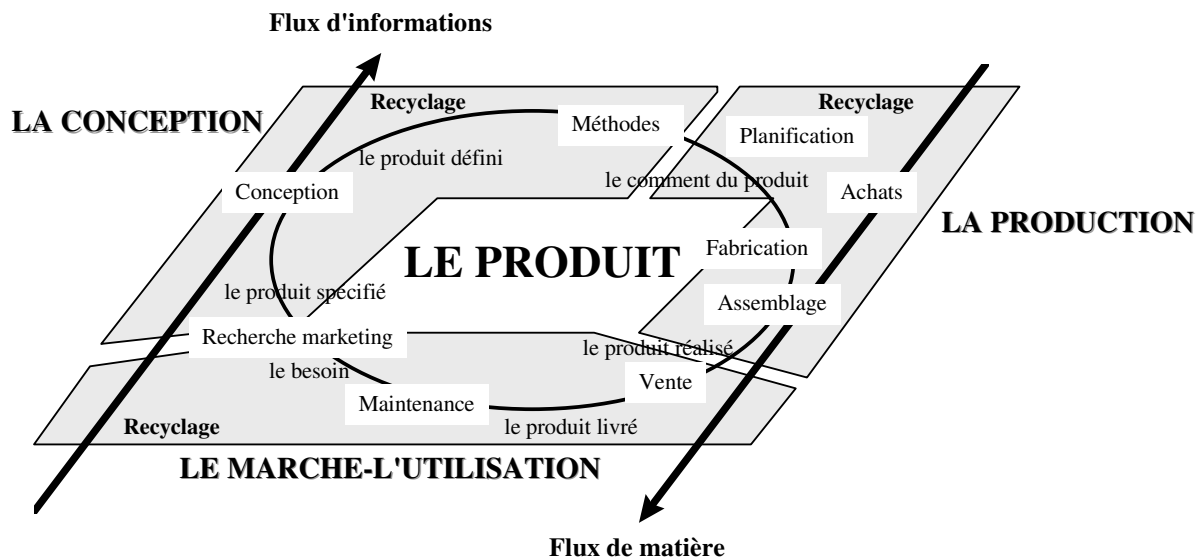 Flux d'informations
LA CONCEPTION
Recyclage
Recyclage
Méthodes
Planification
le produit défini
le comment du produit
Conception
Achats
LA PRODUCTION
LE PRODUIT
Fabrication
le produit spécifié
Assemblage
Recherche marketing
le produit réalisé
le besoin
Vente
Maintenance
Recyclage
le produit livré
LE MARCHE-L'UTILISATION
Flux de matière